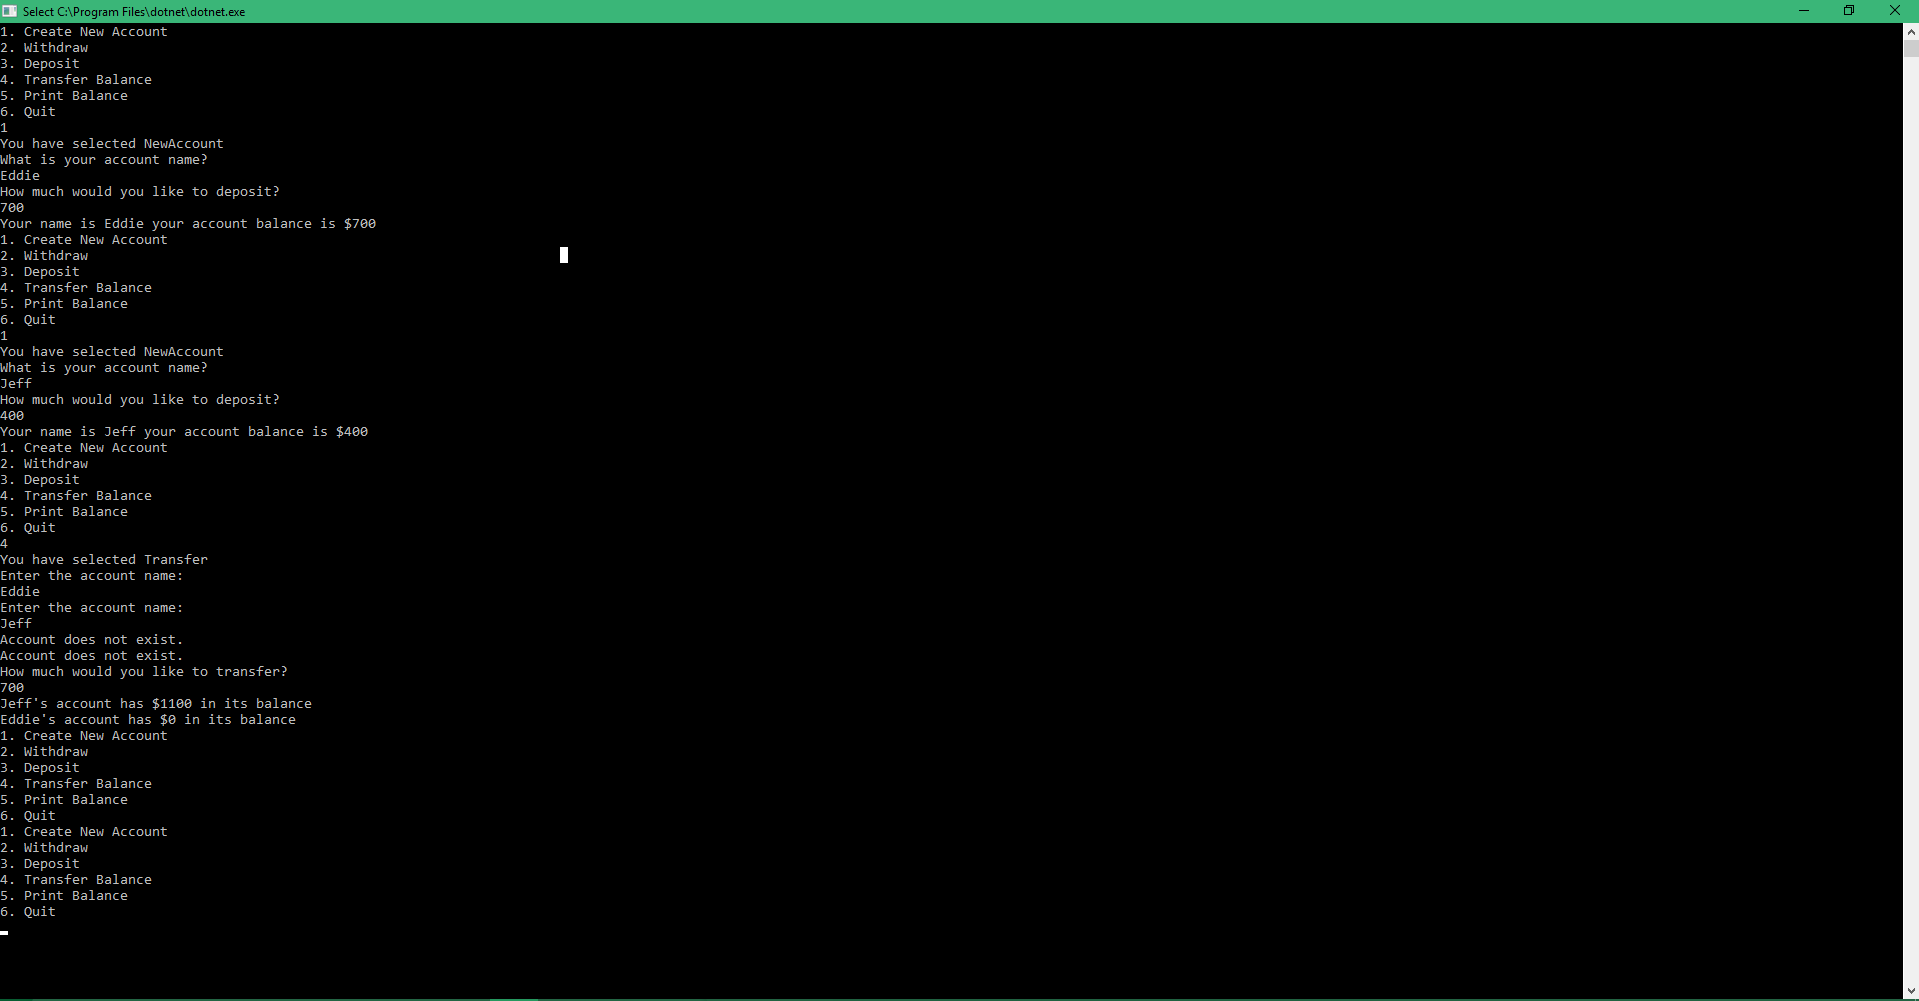 Select C:\Program Files\dotnet\dotnet.exe
1. Create New Account
2. Withdraw
3. Deposit
4. Transfer Balance
5. Print Balance
6. Quit
1
You have selected NewAccount
What is your account name?
Eddie
How much would you like to deposit?
700
Your name is Eddie your account balance is $700
1. Create New Account
2. Withdraw
3. Deposit
4. Transfer Balance
5. Print Balance
6. Quit
1
You have selected NewAccount
What is your account name?
Jeff
How much would you like to deposit?
400
Your name is Jeff your account balance is $400
1. Create New Account
2. Withdraw
3. Deposit
4. Transfer Balance
5. Print Balance
6. Quit
4
You have selected Transfer
Enter the account name:
Eddie
Enter the account name:
Jeff
Account does not exist.
Account does not exist.
How much would you like to transfer?
700
Jeff's account has $1100 in its balance
Eddie's account has $0 in its balance
1. Create New Account
2. Withdraw
3. Deposit
4. Transfer Balance
5. Print Balance
6. Quit
1. Create New Account
2. Withdraw
3. Deposit
4. Transfer Balance
5. Print Balance
6. Quit